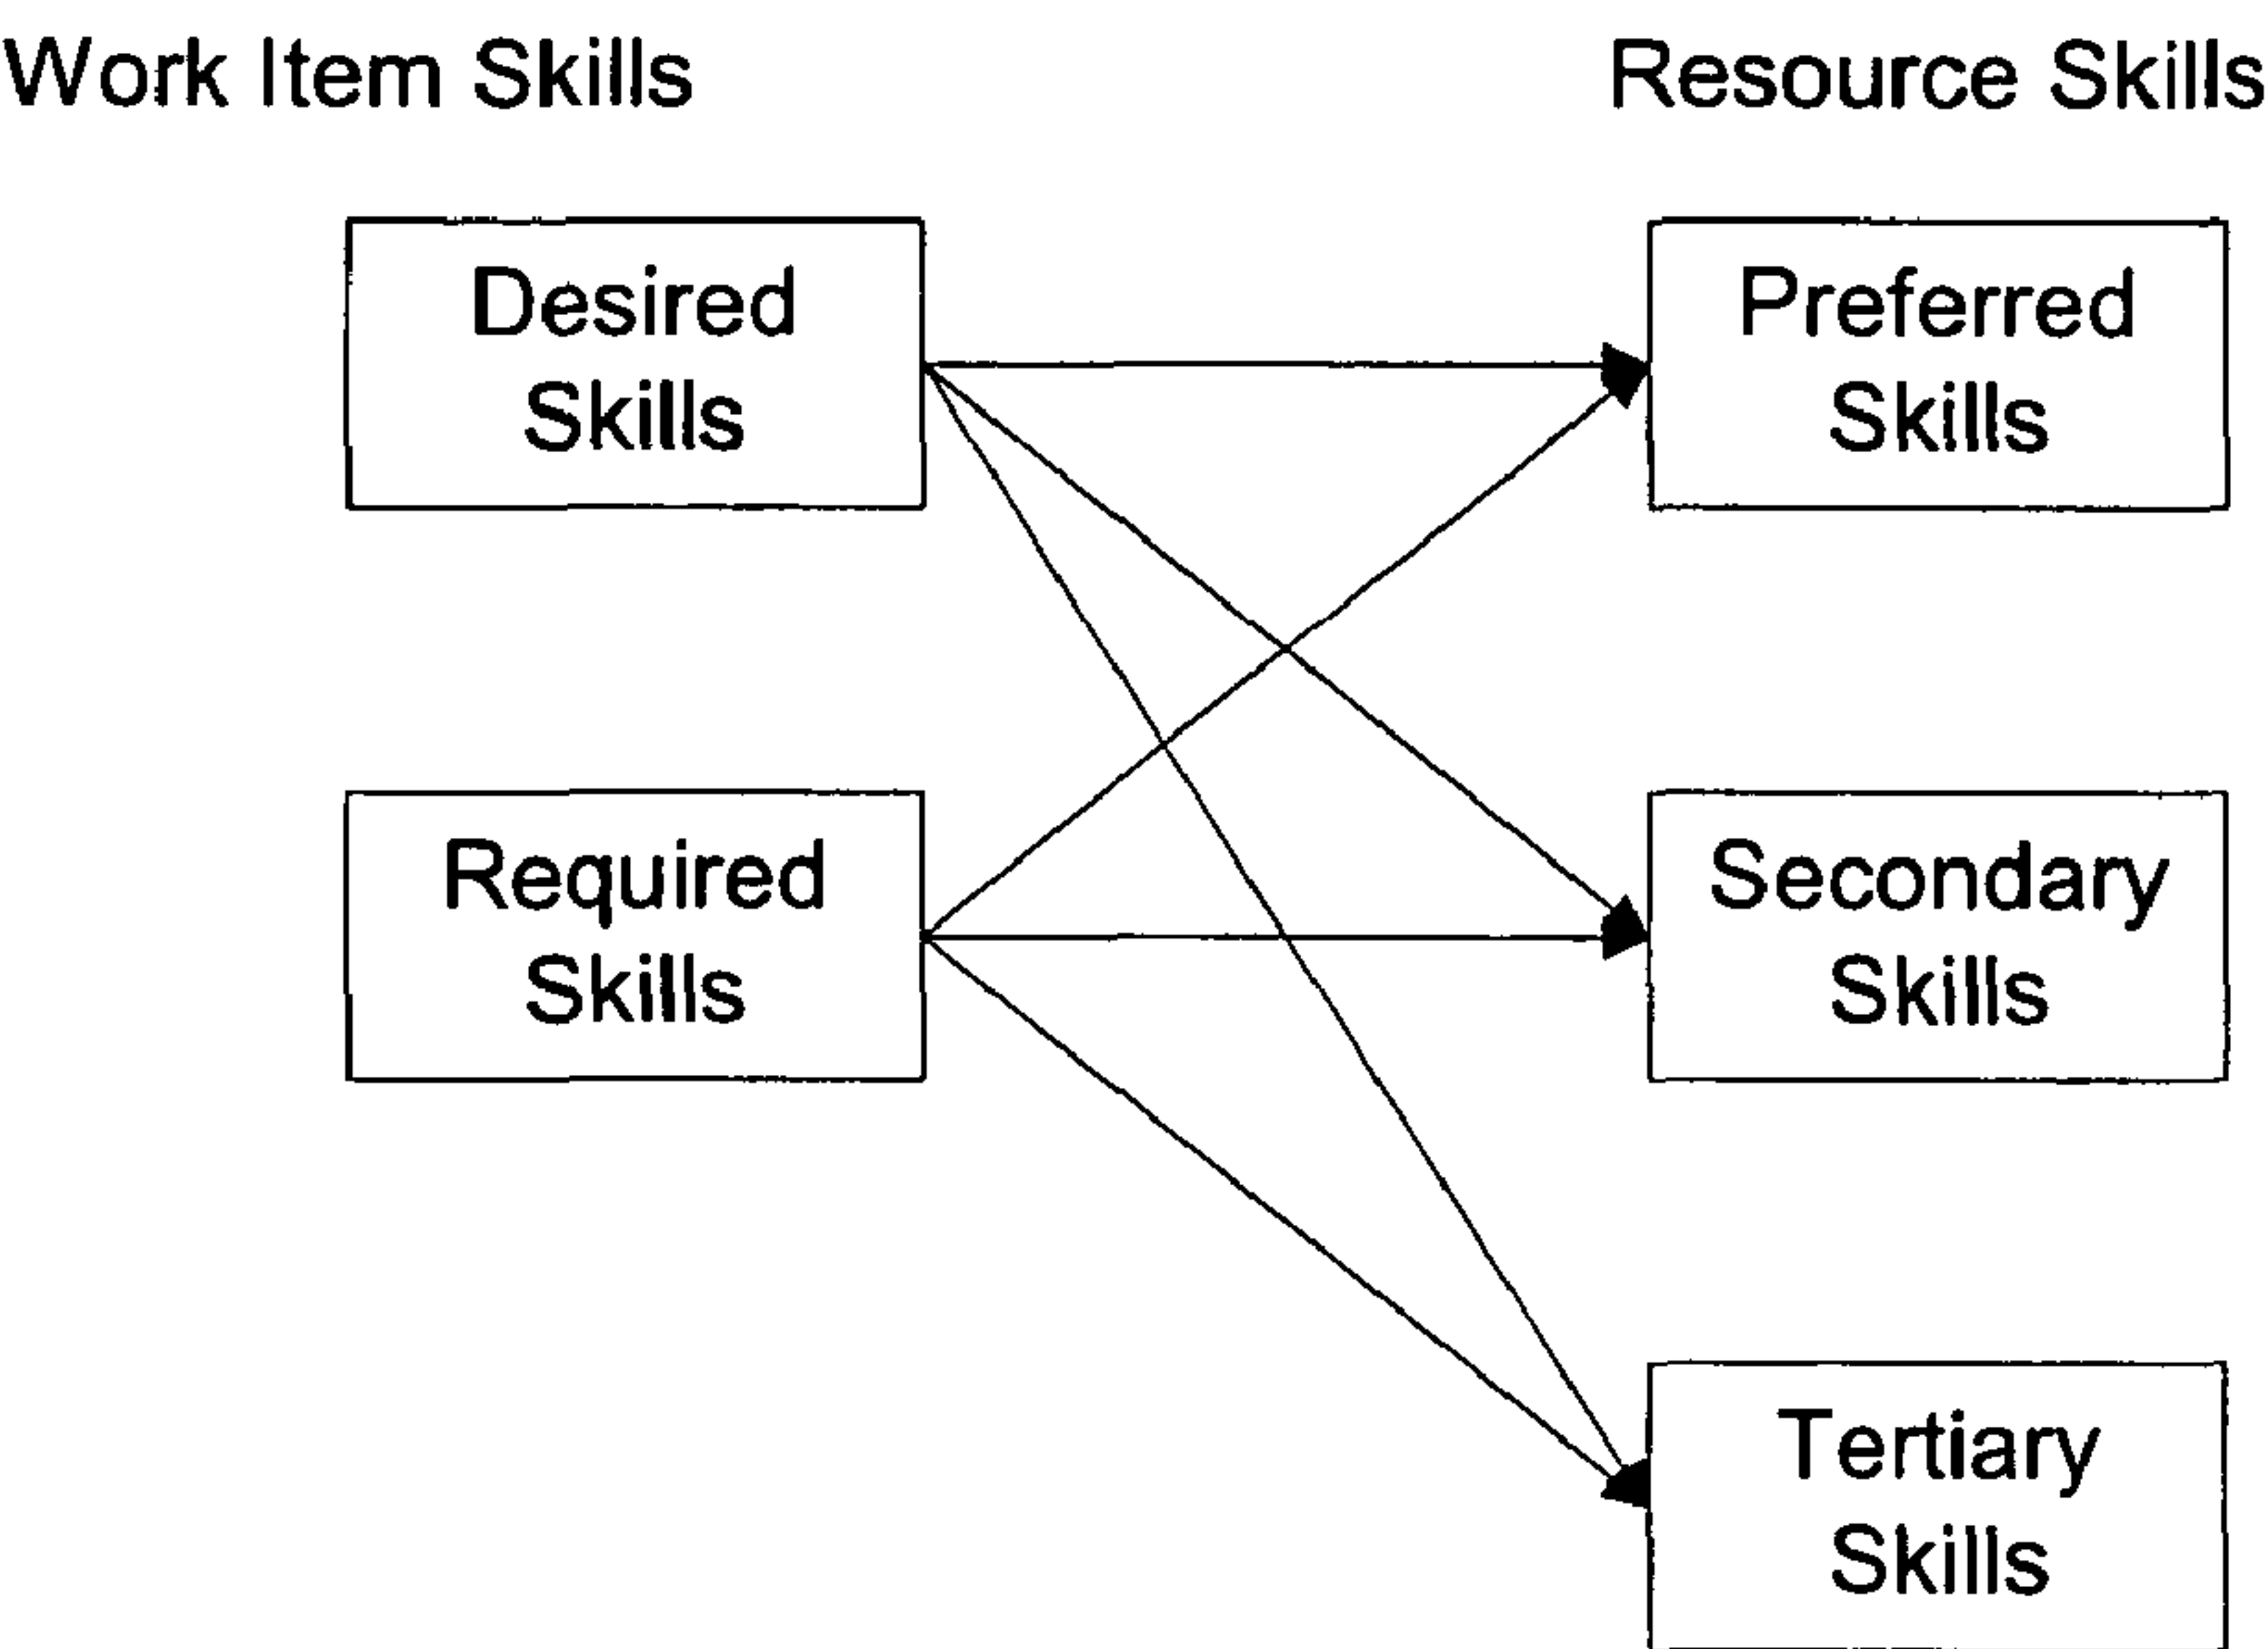 Work Item Skills
Resource Skills
Desired
Skills
Preferred
Skills
Required
Skills
Secondary
Skills
Tertiary
Skills